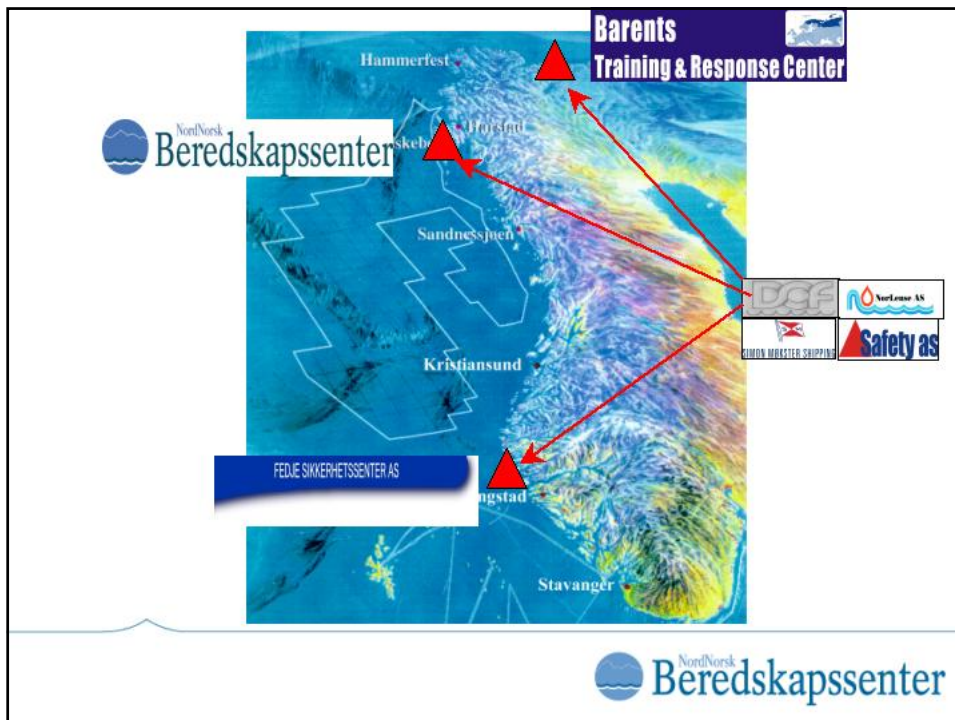 Barents
Training & Response Center
Hammerfest
NordNorsk
Beredskapssenter
Sandnessjøen
DCF
NorLense AS
SIMON MØKSTER SHIPPING
Safety as
Kristiansund
FEDJE SIKKERHETSSENTER AS
Stavanger
NordNorsk
Beredskapssenter